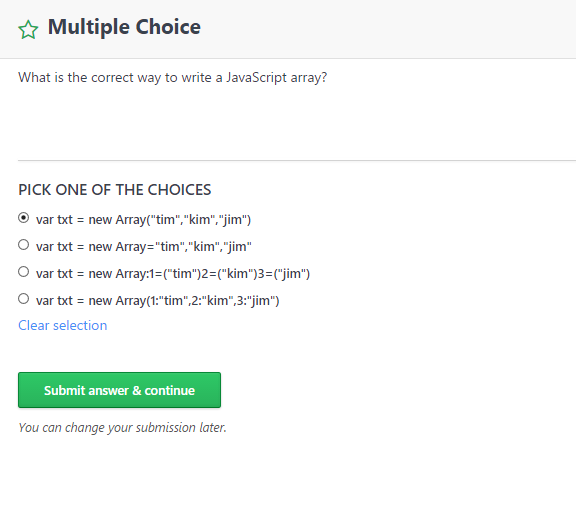 Multiple Choice
What is the correct way to write a JavaScript array?
PICK ONE OF THE CHOICES
var txt = new Array("tim","kim","jim")
var txt = new Array="tim","kim","jim"
var txt = new Array:1=("tim")2=("kim")3=("jim")
var txt = new Array(1:"tim",2:"kim",3:"jim")
Clear selection
Submit answer & continue
You can change your submission later.